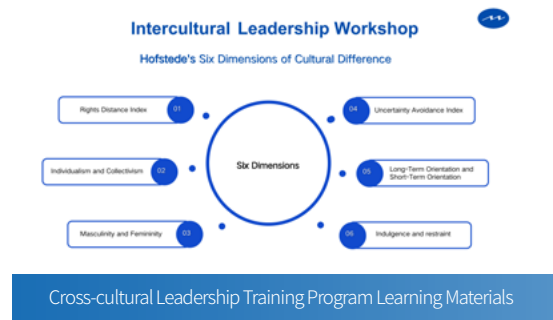 Intercultural Leadership Workshop
Hofstede's Six Dimensions of Cultural Difference
Rights Distance Index 01
Individualism and Collectivism 02
Masculinity and Femininity 03
Six Dimensions
04 Uncertainty Avoidance Index
05 Long-Term Orientation and
Short-Term Orientation
06 Indulgence and restraint
Cross-cultural Leadership Training Program Learning Materials